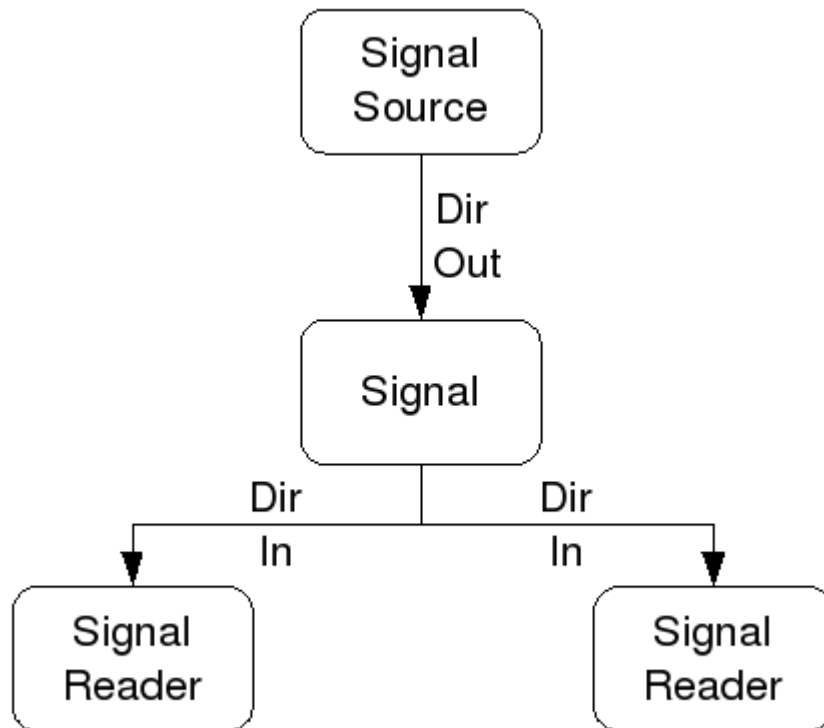 Signal
Source
Dir
Out
Signal
Dir
In
Dir
In
Signal
Reader
Signal
Reader